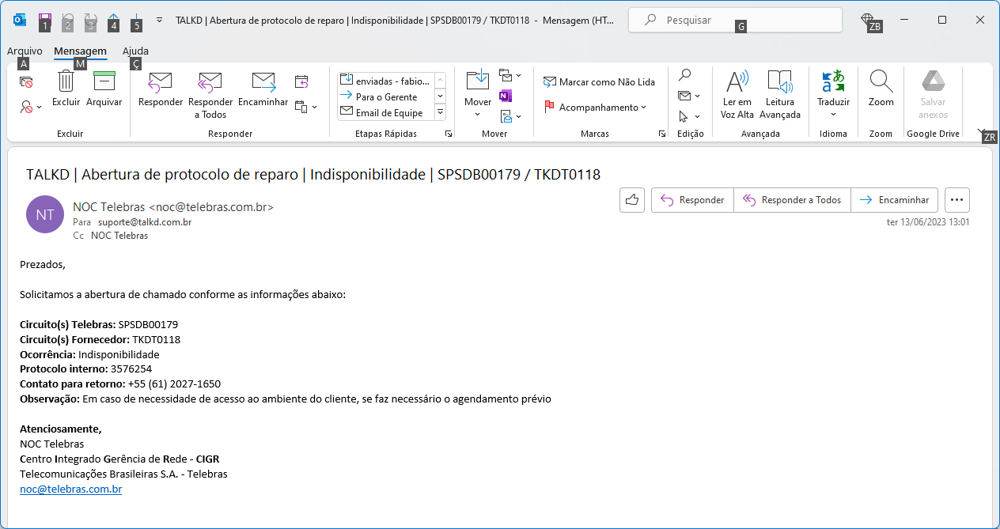 1 2 3 4 5 TALKD | Abertura de protocolo de reparo | Indisponibilidade | SPSDB00179 / TKDT0118 - Mensagem (HT... Pesquisar G ZB
Arquivo Mensagem Ajuda
A M Ç
Excluir Arquivar
Excluir
Responder Responder a Todos Encaminhar
Responder
enviadas - fabio...
Para o Gerente
Email de Equipe
Etapas Rápidas
Mover
Mover
Marcar como Não Lida
Acompanhamento
Marcas
Edição
Ler em Voz Alta Leitura Avançada
Avançada
Traduzir
Idioma
Zoom
Zoom
Salvar anexos
Google Drive
ZR
TALKD | Abertura de protocolo de reparo | Indisponibilidade | SPSDB00179 / TKDT0118
NT
NOC Telebras <noc@telebras.com.br>
Para suporte@talkd.com.br
Cc NOC Telebras
Responder Responder a Todos Encaminhar
ter 13/06/2023 13:01
Prezados,
Solicitamos a abertura de chamado conforme as informações abaixo:
Circuito(s) Telebras: SPSDB00179
Circuito(s) Fornecedor: TKDT0118
Ocorrência: Indisponibilidade
Protocolo interno: 3576254
Contato para retorno: +55 (61) 2027-1650
Observação: Em caso de necessidade de acesso ao ambiente do cliente, se faz necessário o agendamento prévio
Atenciosamente,
NOC Telebras
Centro Integrado Gerência de Rede - CIGR
Telecomunicações Brasileiras S.A. - Telebras
noc@telebras.com.br